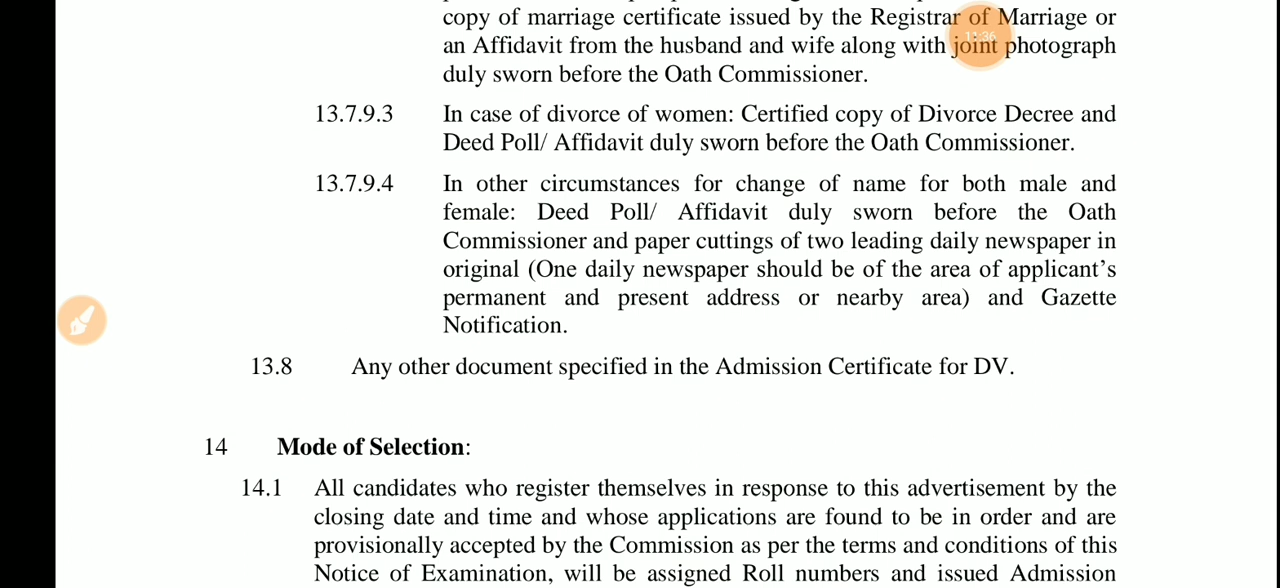 copy of marriage certificate issued by the Registrar of Marriage or
an Affidavit from the husband and wife along with joint photograph
duly sworn before the Oath Commissioner.
13.7.9.3 In case of divorce of women: Certified copy of Divorce Decree and
Deed Poll/ Affidavit duly sworn before the Oath Commissioner.
13.7.9.4 In other circumstances for change of name for both male and
female: Deed Poll/ Affidavit duly sworn before the Oath
Commissioner and paper cuttings of two leading daily newspaper in
original (One daily newspaper should be of the area of applicant’s
permanent and present address or nearby area) and Gazette
Notification.
13.8 Any other document specified in the Admission Certificate for DV.
14 Mode of Selection:
14.1 All candidates who register themselves in response to this advertisement by the
closing date and time and whose applications are found to be in order and are
provisionally accepted by the Commission as per the terms and conditions of this
Notice of Examination, will be assigned Roll numbers and issued Admission
11:36